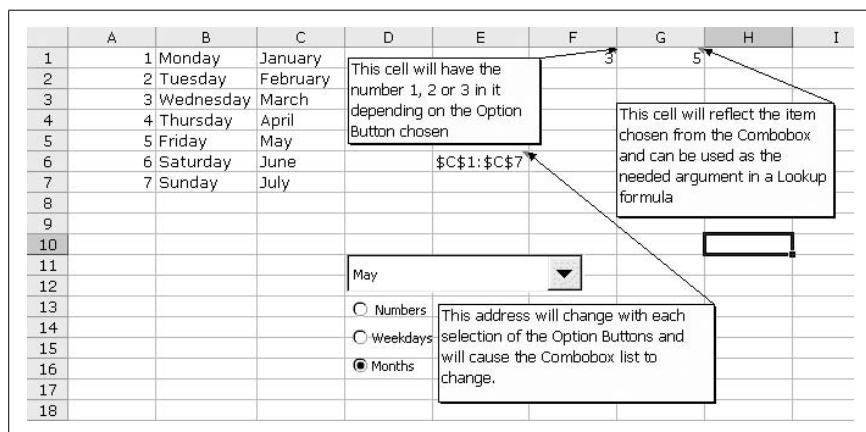 A B C D E F G H I
1 1 Monday January 3 5
2 2 Tuesday February
3 3 Wednesday March
4 4 Thursday April
5 5 Friday May
6 6 Saturday June $C$1:$C$7
7 7 Sunday July
8
9
10
11
12
13
14
15
16
17
18
This cell will have the
number 1, 2 or 3 in it
depending on the Option
Button chosen
This cell will reflect the item
chosen from the Combobox
and can be used as the
needed argument in a Lookup
formula
May
Numbers
Weekdays
Months
This address will change with each
selection of the Option Buttons and
will cause the Combobox list to
change.